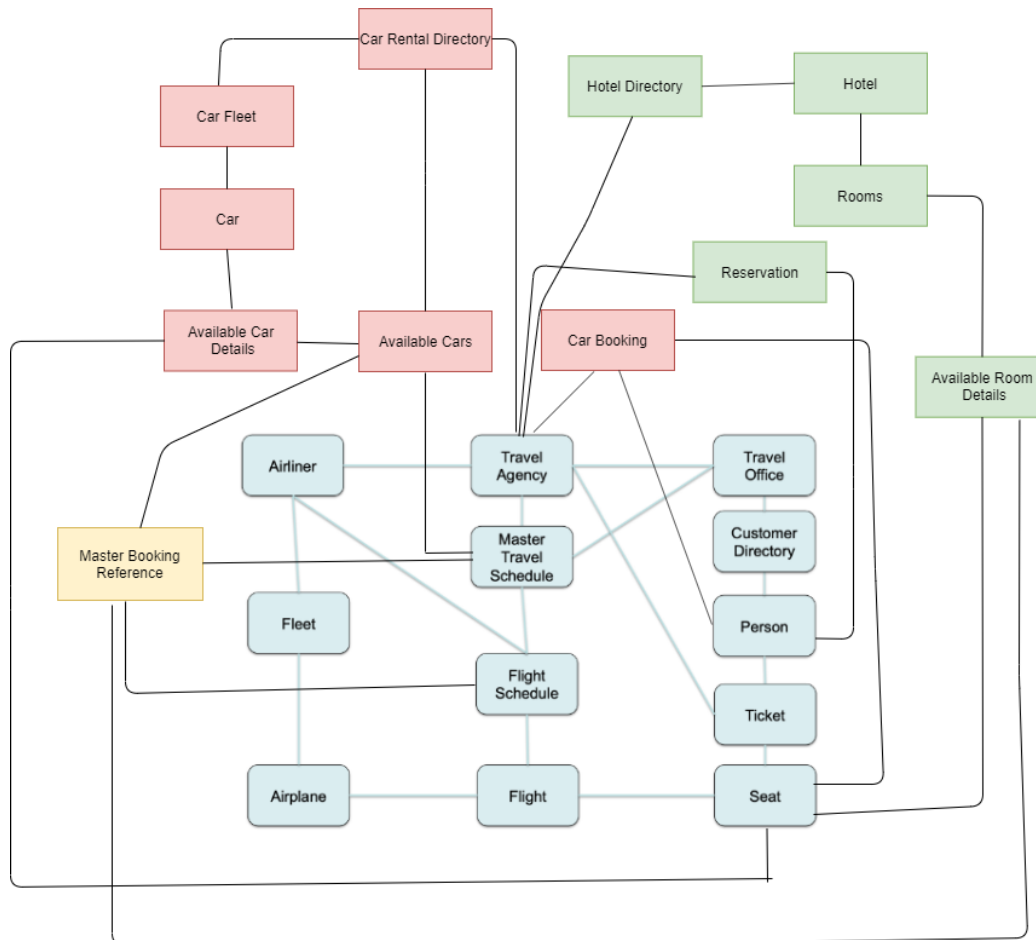 Car Rental Directory
Hotel Directory
Hotel
Car Fleet
Rooms
Car
Reservation
Available Car
Details
Available Cars
Car Booking
Available Room
Details
Airliner
Travel
Agency
Travel
Office
Master Booking
Reference
Master
Travel
Schedule
Customer
Directory
Fleet
Person
Flight
Schedule
Ticket
Airplane
Flight
Seat